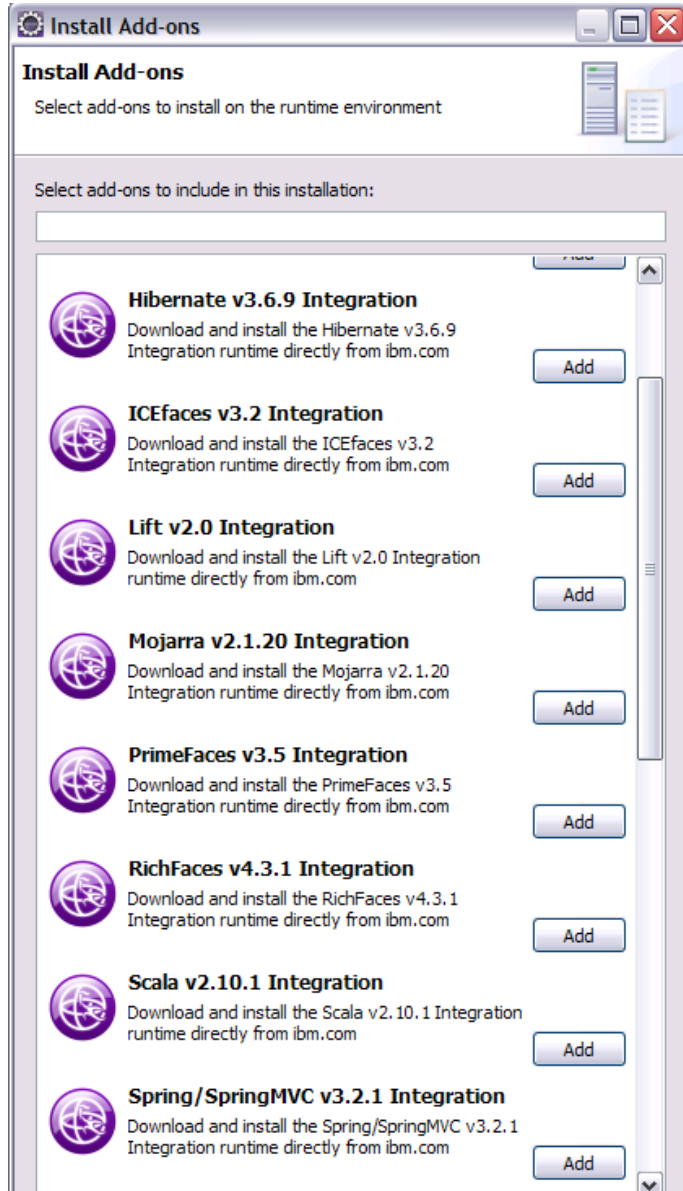 Install Add-ons
Install Add-ons
Select add-ons to install on the runtime environment
Select add-ons to include in this installation:
Add
Hibernate v3.6.9 Integration
Download and install the Hibernate v3.6.9
Integration runtime directly from ibm.com
Add
ICEfaces v3.2 Integration
Download and install the ICEfaces v3.2
Integration runtime directly from ibm.com
Add
Lift v2.0 Integration
Download and install the Lift v2.0 Integration
runtime directly from ibm.com
Add
Mojarra v2.1.20 Integration
Download and install the Mojarra v2.1.20
Integration runtime directly from ibm.com
Add
PrimeFaces v3.5 Integration
Download and install the PrimeFaces v3.5
Integration runtime directly from ibm.com
Add
RichFaces v4.3.1 Integration
Download and install the RichFaces v4.3.1
Integration runtime directly from ibm.com
Add
Scala v2.10.1 Integration
Download and install the Scala v2.10.1 Integration
runtime directly from ibm.com
Add
Spring/SpringMVC v3.2.1 Integration
Download and install the Spring/SpringMVC v3.2.1
Integration runtime directly from ibm.com
Add